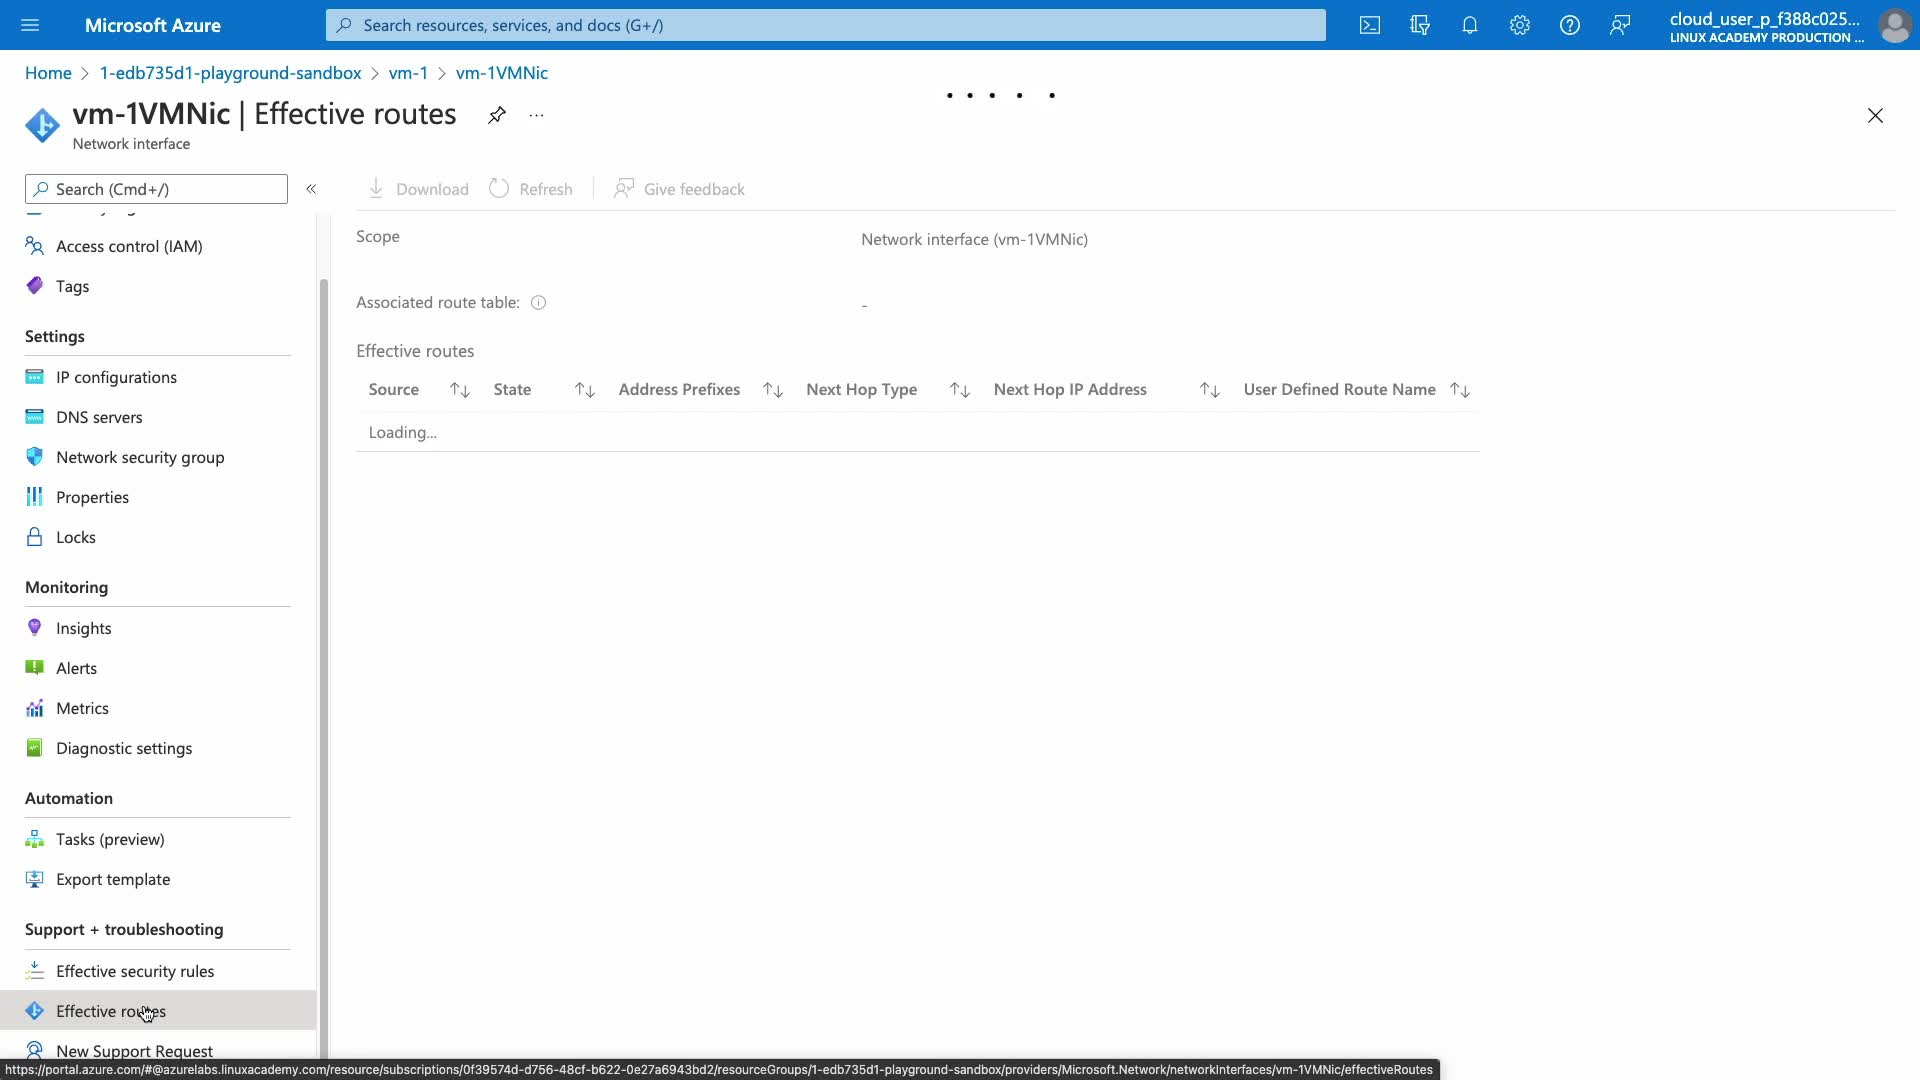 Microsoft Azure
Search resources, services, and docs (G+/)
cloud_user_p_f388c025...
LINUX ACADEMY PRODUCTION ...
Home > 1-edb735d1-playground-sandbox > vm-1 > vm-1VMNic
vm-1VMNic | Effective routes
...
Network interface
Search (Cmd+/)
«
Download
Refresh
Give feedback
Access control (IAM)
Tags
Settings
IP configurations
DNS servers
Network security group
Properties
Locks
Monitoring
Insights
Alerts
Metrics
Diagnostic settings
Automation
Tasks (preview)
Export template
Support + troubleshooting
Effective security rules
Effective routes
New Support Request
Scope
Network interface (vm-1VMNic)
Associated route table:
-
Effective routes
Source State Address Prefixes Next Hop Type Next Hop IP Address User Defined Route Name
Loading...
https://portal.azure.com/#@azurelabs.linuxacademy.com/resource/subscriptions/0f39574d-d756-48cf-b622-0e27a6943bd2/resourceGroups/1-edb735d1-playground-sandbox/providers/Microsoft.Network/networkInterfaces/vm-1VMNic/effectiveRoutes